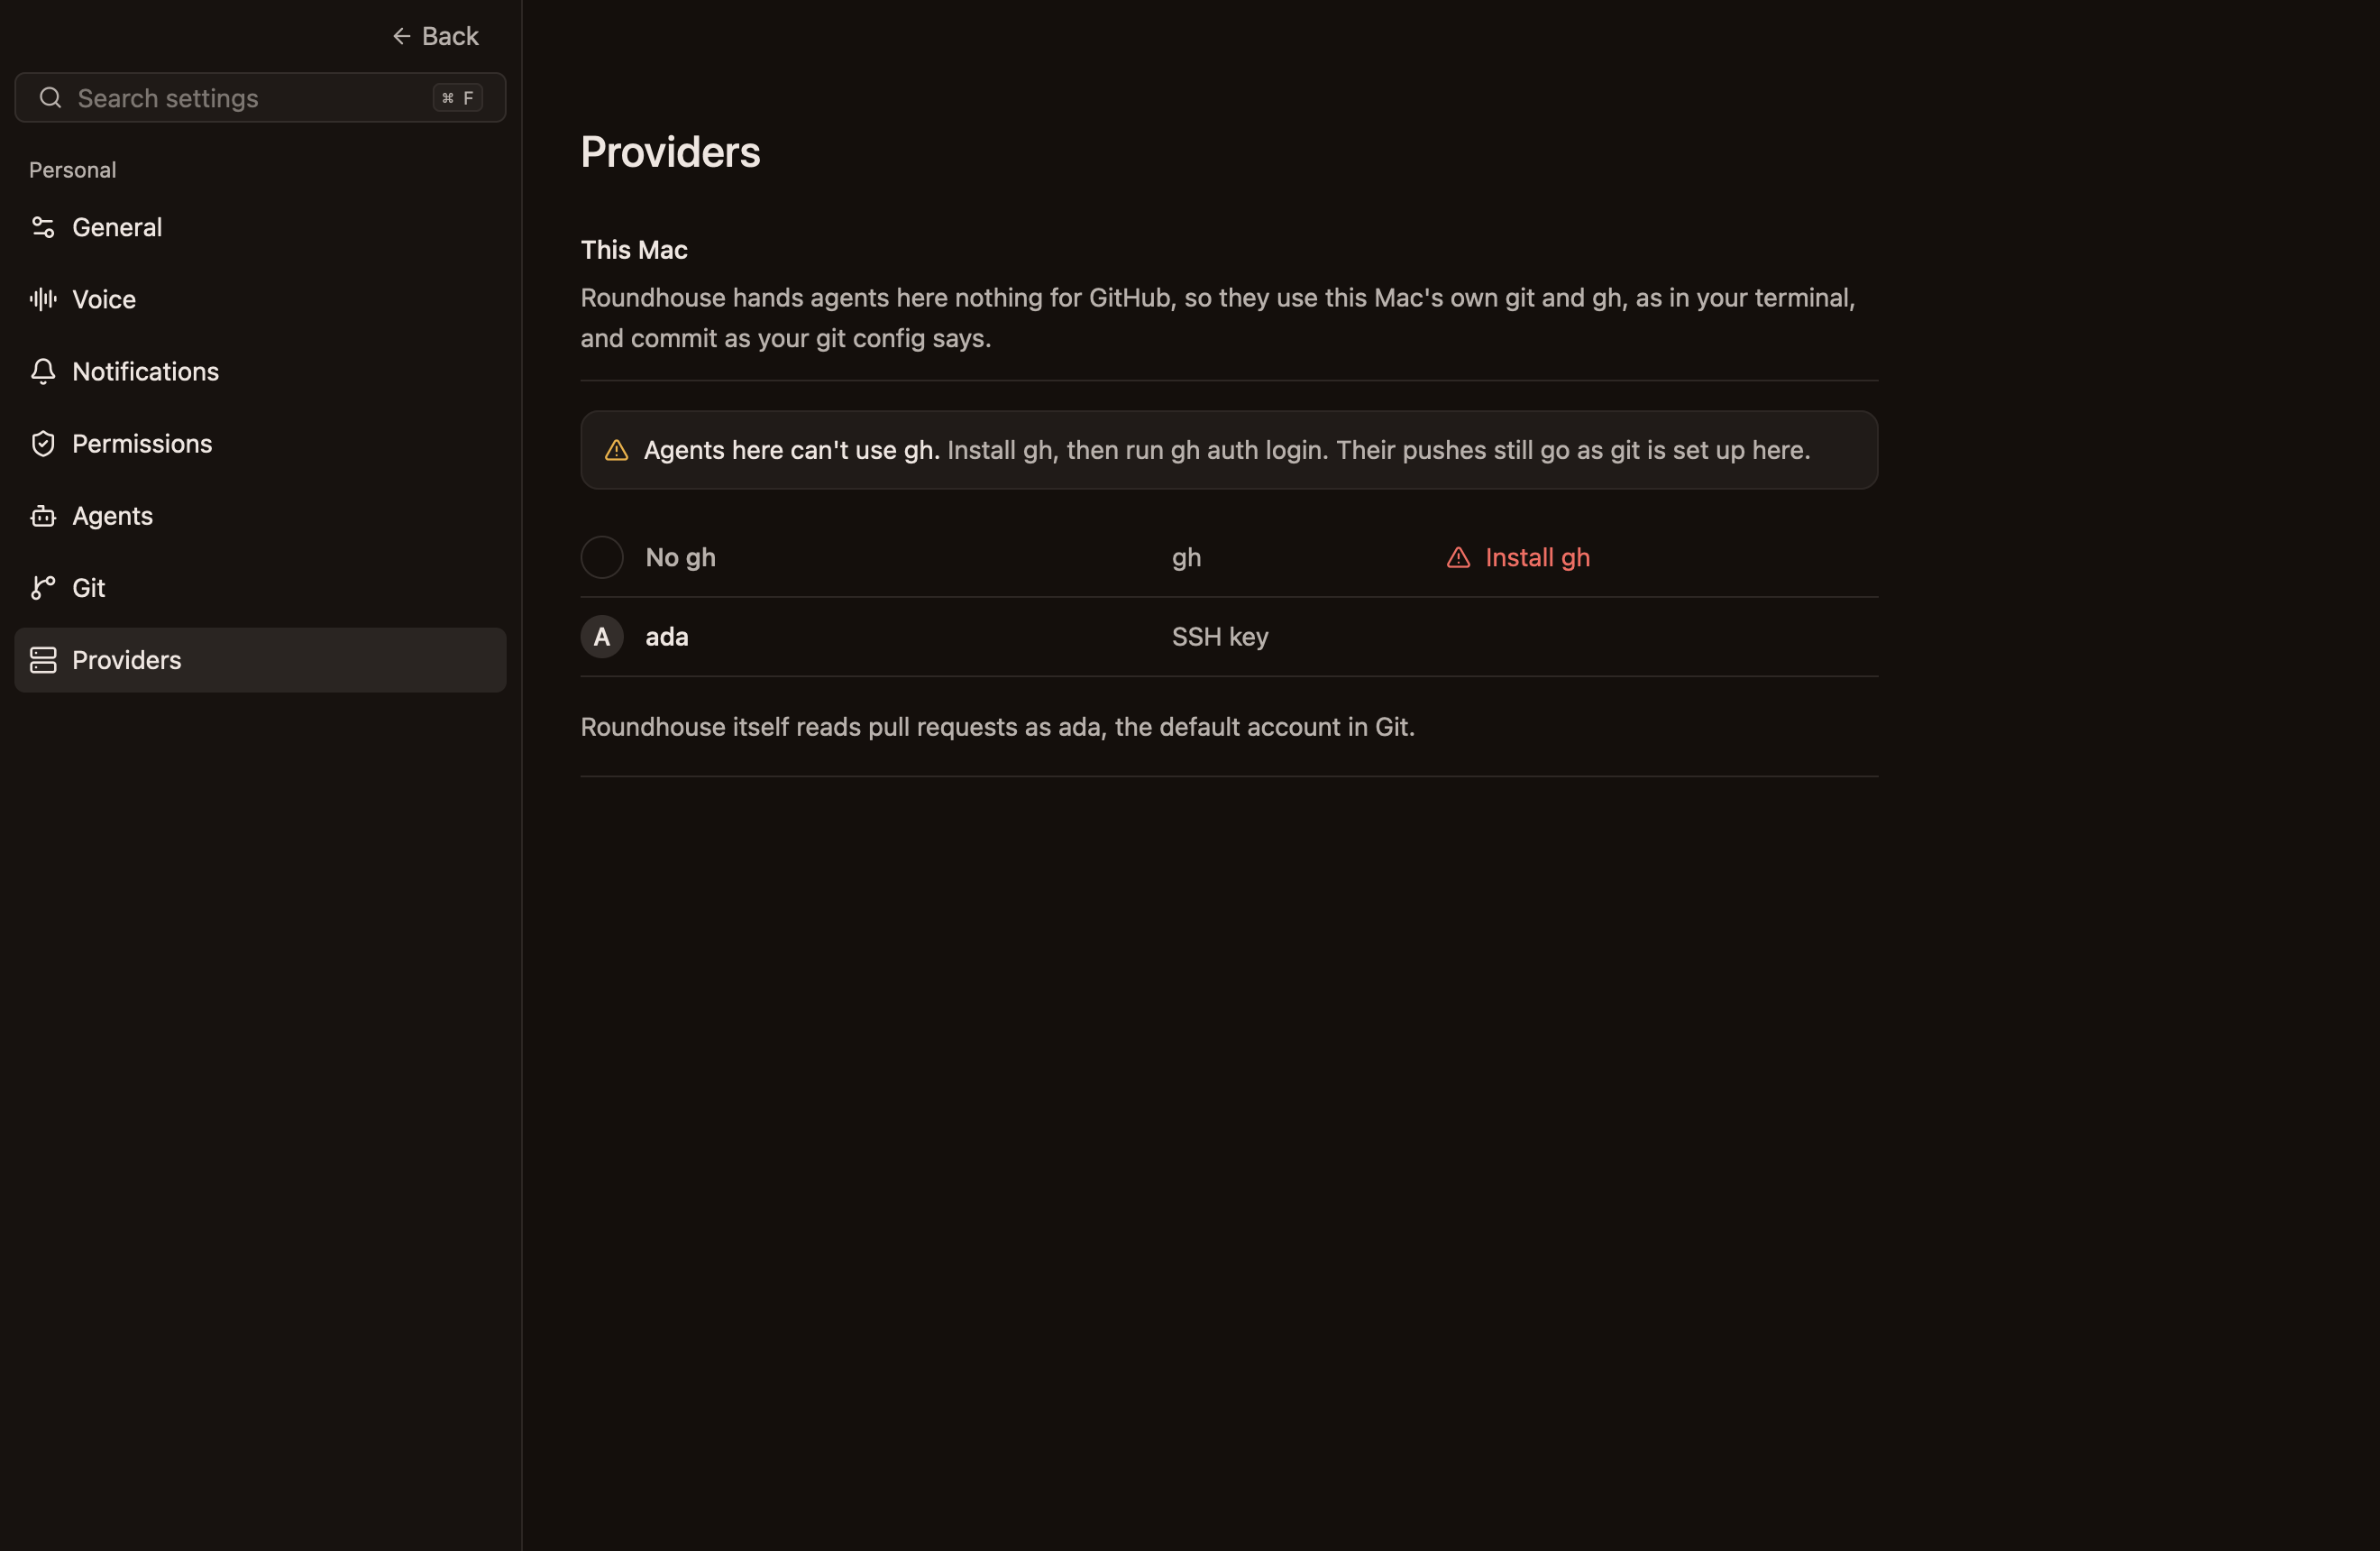 ← Back
Search settings ⌘ F
Personal
General
Voice
Notifications
Permissions
Agents
Git
Providers
Providers
This Mac
Roundhouse hands agents here nothing for GitHub, so they use this Mac's own git and gh, as in your terminal,
and commit as your git config says.
Agents here can't use gh. Install gh, then run gh auth login. Their pushes still go as git is set up here.
No gh gh Install gh
A ada SSH key
Roundhouse itself reads pull requests as ada, the default account in Git.